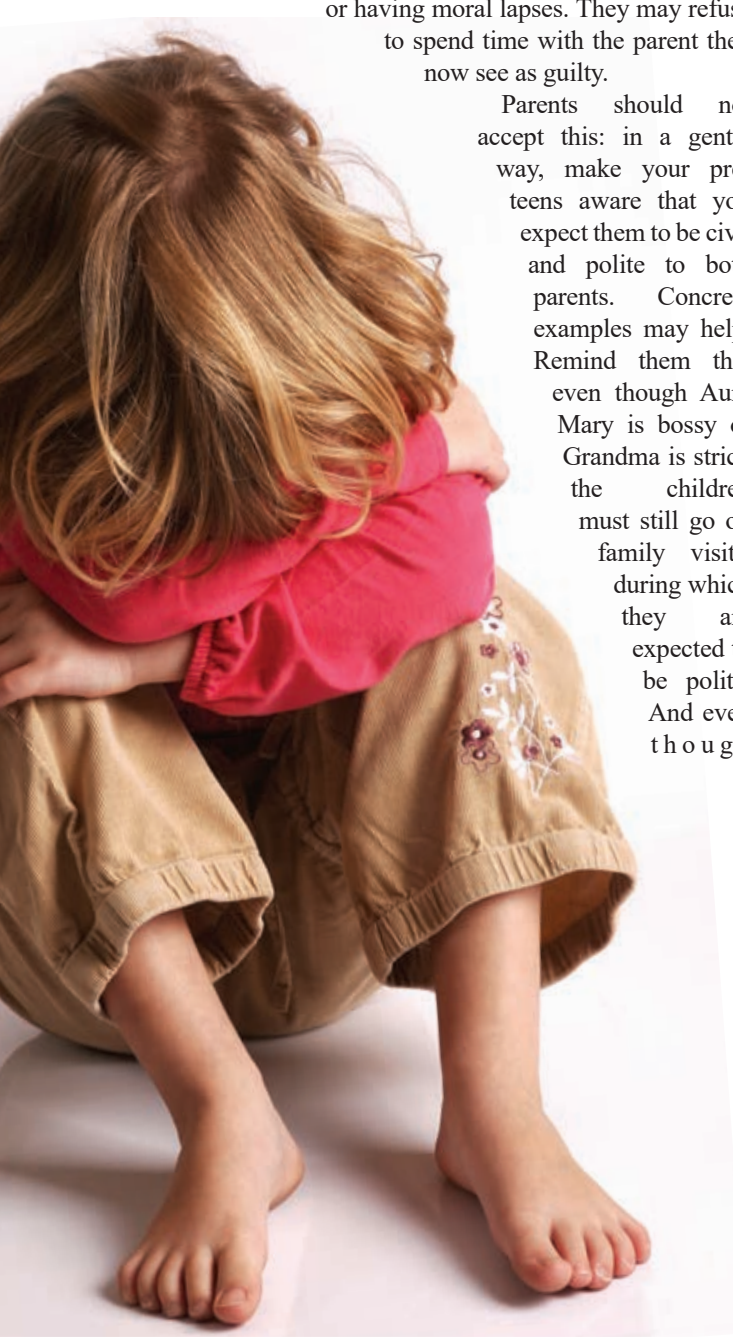 or having moral lapses. They may refus
to spend time with the parent the
now see as guilty.
Parents should n
accept this: in a gent
way, make your pr
teens aware that yo
expect them to be civ
and polite to bo
parents. Concre
examples may hel
Remind them th
even though Au
Mary is bossy
Grandma is stric
the childre
must still go o
family visit
during whic
they a
expected
be polit
And eve
thoug